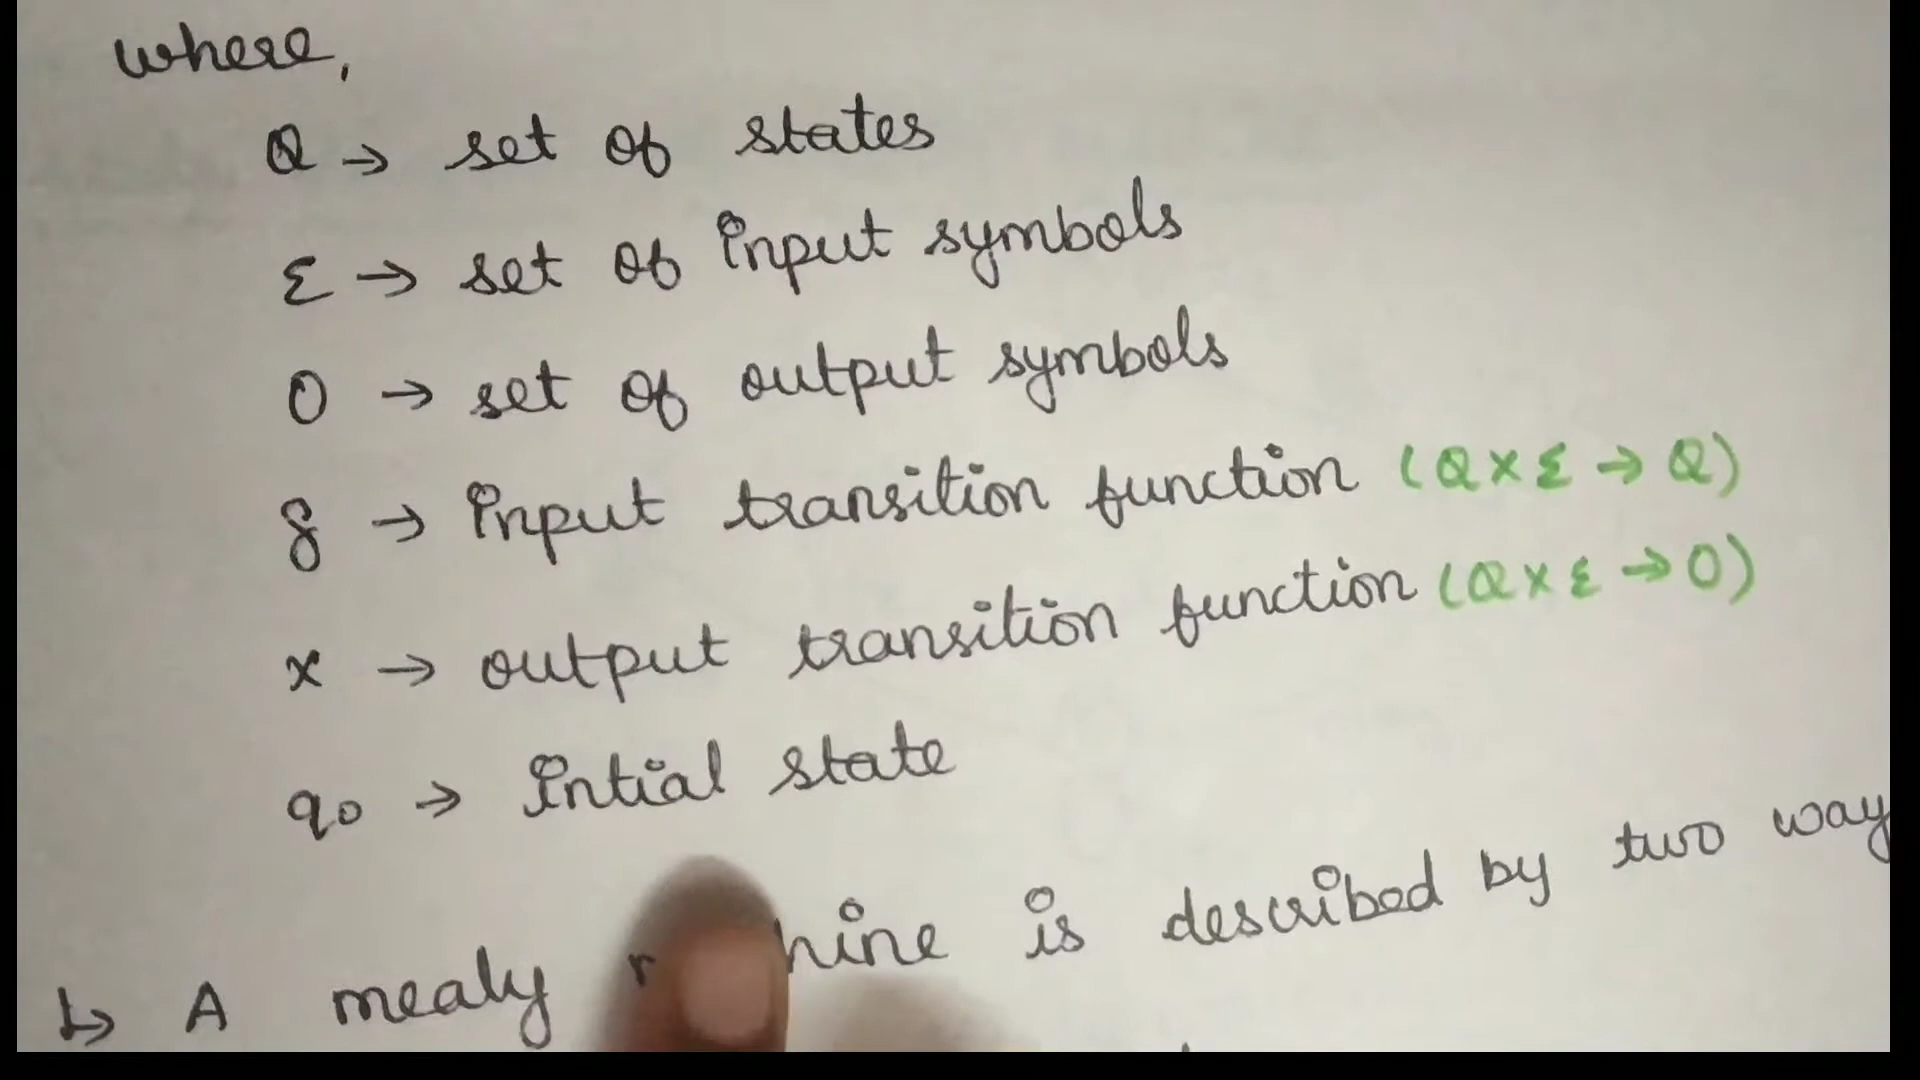 where,
Q → set of states
Σ → set of Input symbols
O → set of output symbols
δ → Input transition function (Q x Σ → Q)
x → output transition function (Q x Σ → O)
q0 → Intial state
↳ A mealy is described by two way